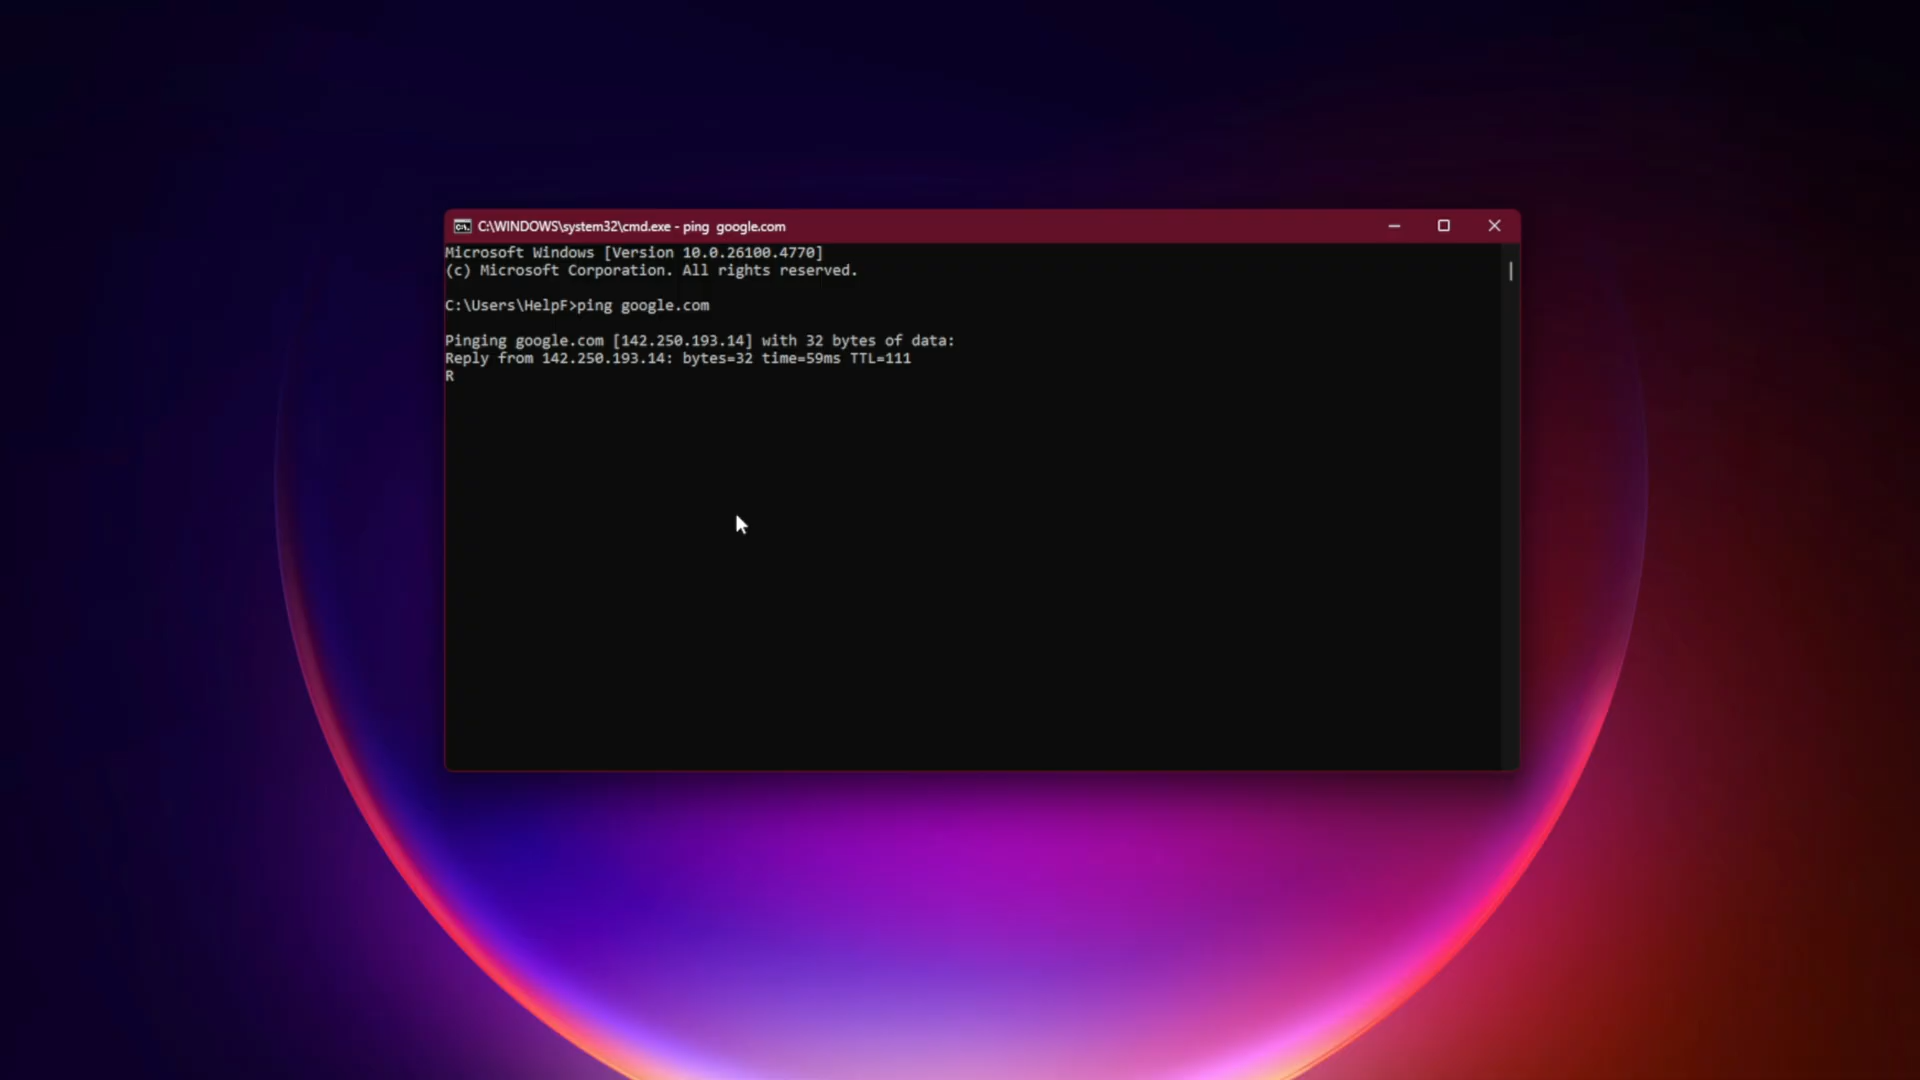 C:\WINDOWS\system32\cmd.exe - ping  google.com
Microsoft Windows [Version 10.0.26100.4770]
(c) Microsoft Corporation. All rights reserved.
C:\Users\HelpF>ping google.com
Pinging google.com [142.250.193.14] with 32 bytes of data:
Reply from 142.250.193.14: bytes=32 time=59ms TTL=111
R